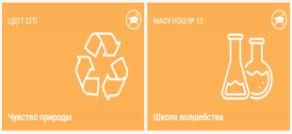 ЦДТТ СГО
Чувство природы
МАОУ НОШ № 13
Школа волшебства